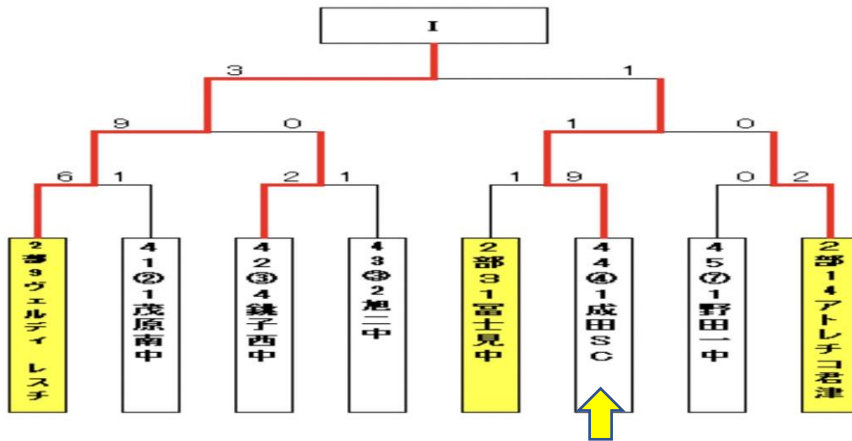 I
3 1
9 0 1 0
6 1 2 1 1 9 0 2
2部9ヴェルディ レスチ
41②1茂原南中
42③4銚子西中
43③2旭二中
2部31富士見中
44④1成田SC
45⑦1野田一中
2部14アトレチコ君津